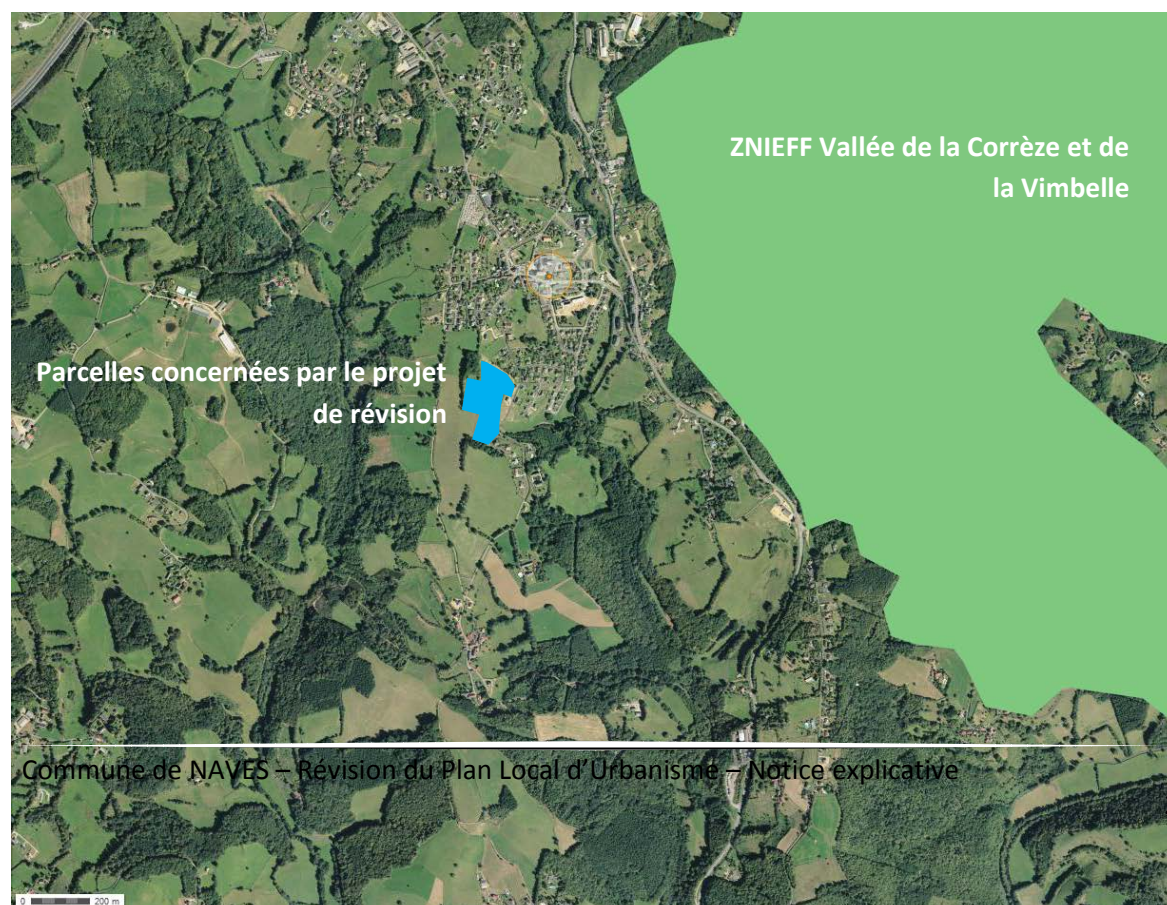 ZNIEFF Vallée de la Corrèze et de
la Vimbelle
Parcelles concernées par le projet
de révision
Commune de NAVES – Révision du Plan Local d'Urbanisme – Notice explicative
0 200 m